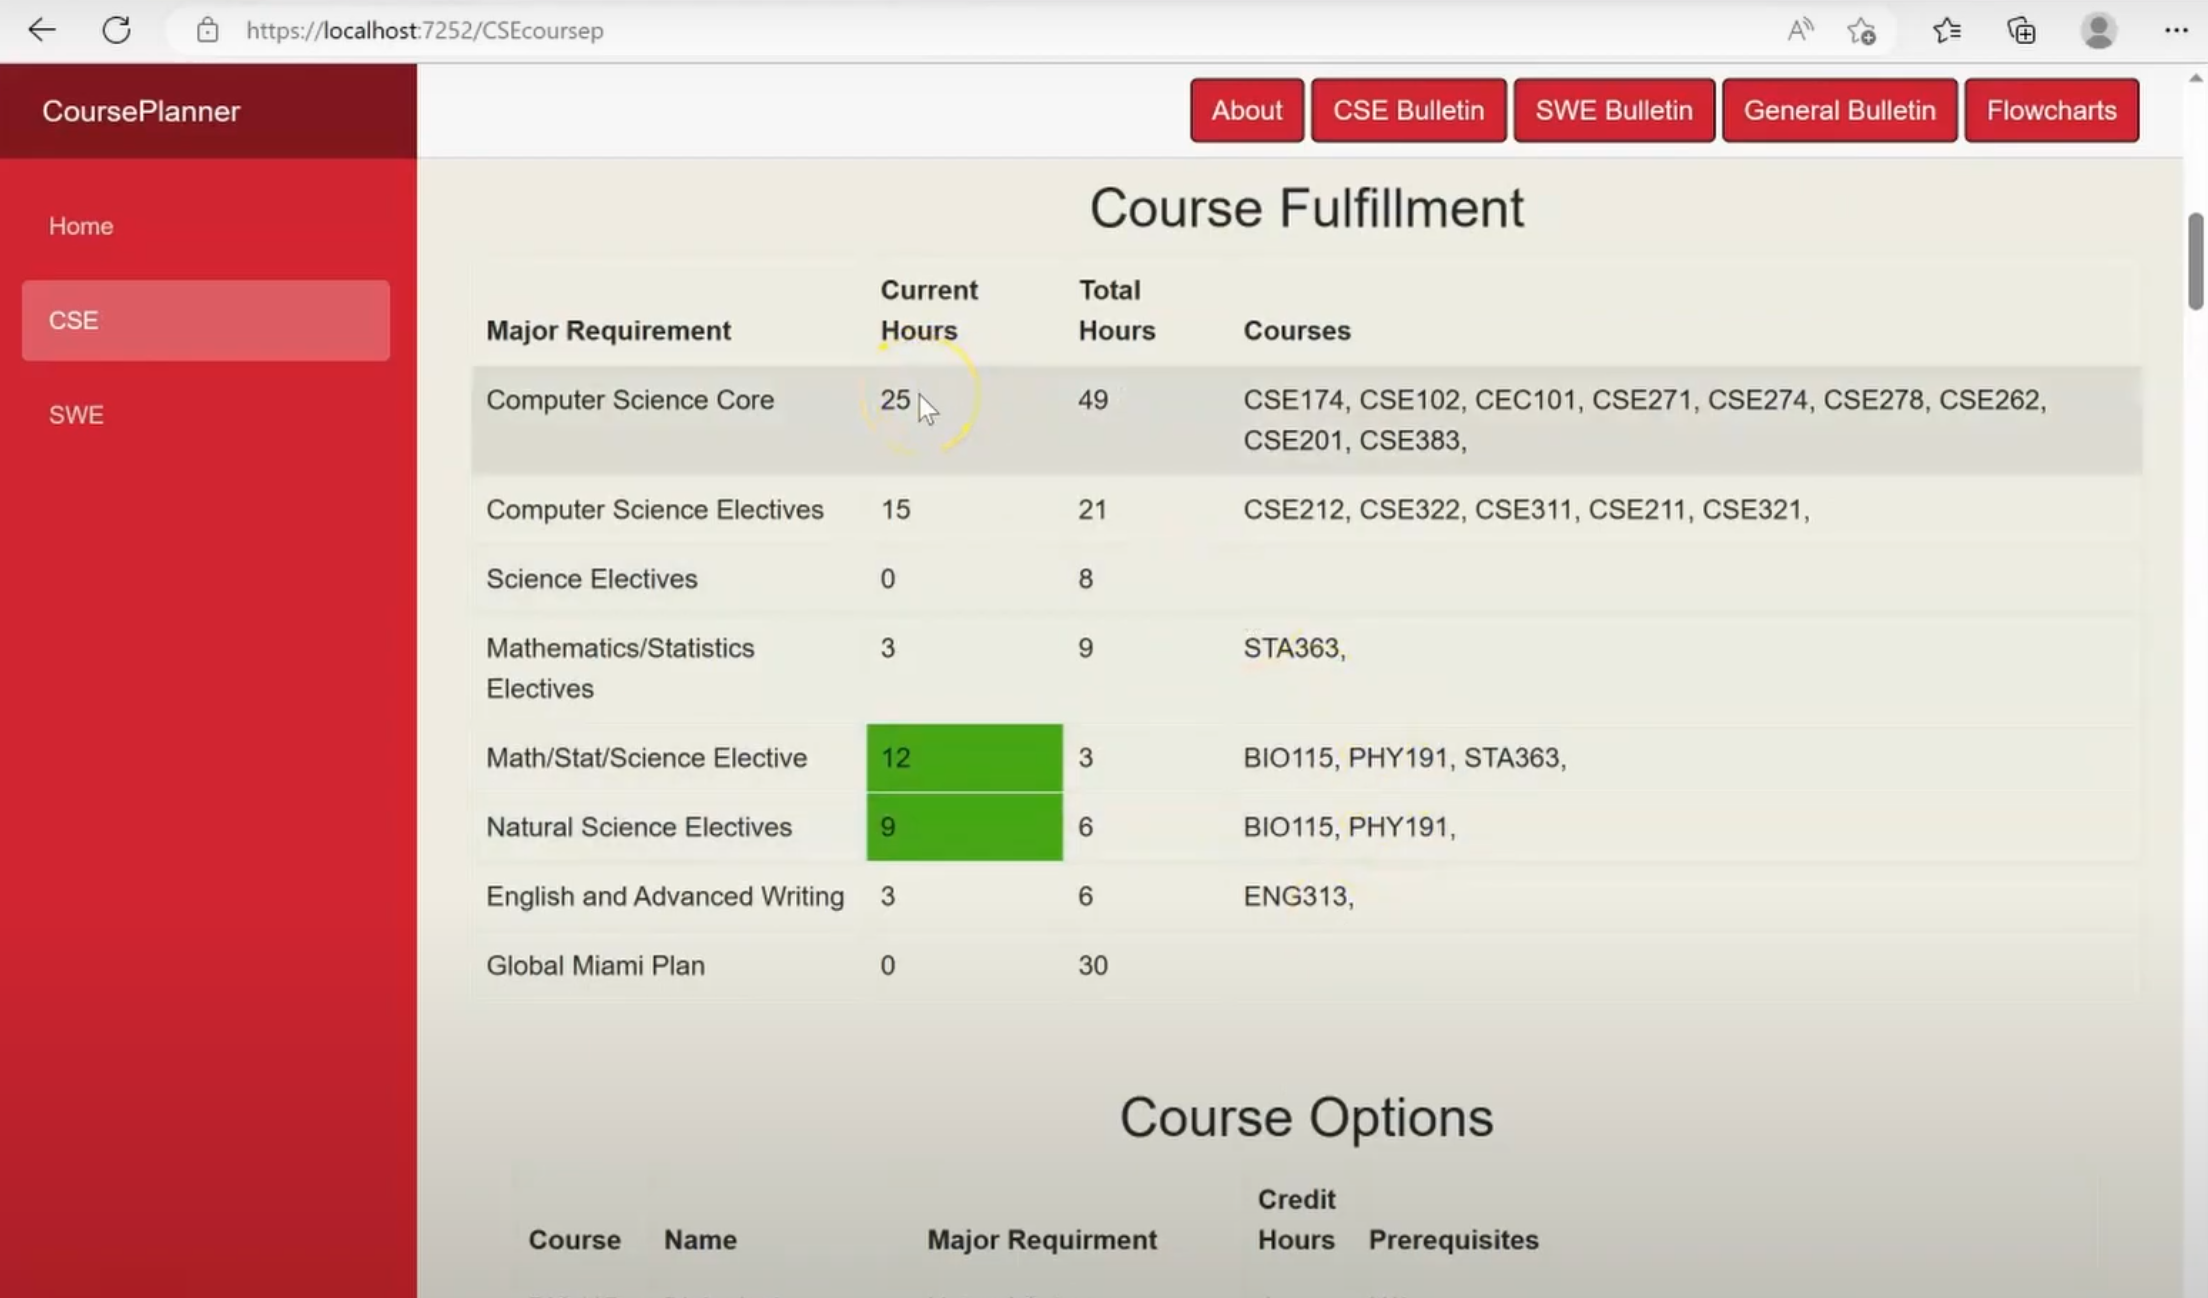 https://localhost:7252/CSEcoursep
CoursePlanner
About
CSE Bulletin
SWE Bulletin
General Bulletin
Flowcharts
Home
CSE
SWE
Course Fulfillment
Major Requirement Current Hours Total Hours Courses
Computer Science Core 25 49 CSE174, CSE102, CEC101, CSE271, CSE274, CSE278, CSE262,
CSE201, CSE383,
Computer Science Electives 15 21 CSE212, CSE322, CSE311, CSE211, CSE321,
Science Electives 0 8
Mathematics/Statistics 3 9 STA363,
Electives
Math/Stat/Science Elective 12 3 BIO115, PHY191, STA363,
Natural Science Electives 9 6 BIO115, PHY191,
English and Advanced Writing 3 6 ENG313,
Global Miami Plan 0 30
Course Options
Course Name Major Requirment Credit Hours Prerequisites